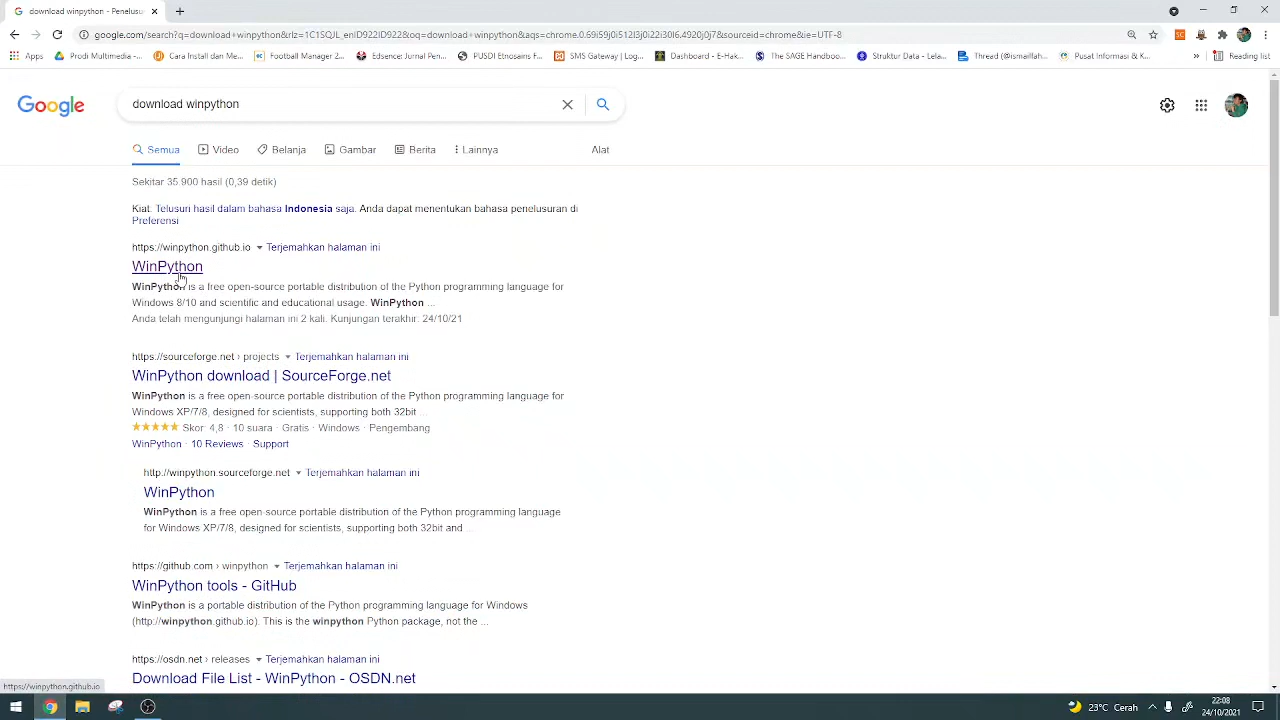 download winpython - Penelus
google.com/search?q=download+winpython&rlz=1C1SQJL_enID922ID922&oq=download+winpython&aqs=chrome.0.69i59j0i512l3j0i22i30l6.4920j0j7&sourceid=chrome&ie=UTF-8
Apps
Prodi Multimedia -...
Cara Install dan Me...
Football Manager 2...
Edsence Jurnal Pen...
PUSDI Etnosains F...
SMS Gateway | Log...
Dashboard - E-Hak...
The SAGE Handboo...
Struktur Data - Lela...
Thread (@ismaillah...
Pusat Informasi & K...
»
Reading list
Google
download winpython
Semua
Video
Belanja
Gambar
Berita
Lainnya
Alat
Sekitar 35.900 hasil (0,39 detik)
Kiat. Telusuri hasil dalam bahasa Indonesia saja. Anda dapat menentukan bahasa penelusuran di
Preferensi
https://winpython.github.io Terjemahkan halaman ini
WinPython
WinPython is a free open-source portable distribution of the Python programming language for
Windows 8/10 and scientific and educational usage. WinPython ...
Anda telah mengunjungi halaman ini 2 kali. Kunjungan terakhir: 24/10/21
https://sourceforge.net › projects Terjemahkan halaman ini
WinPython download | SourceForge.net
WinPython is a free open-source portable distribution of the Python programming language for
Windows XP/7/8, designed for scientists, supporting both 32bit ...
★★★★★ Skor: 4,8 · 10 suara · Gratis · Windows · Pengembang
WinPython · 10 Reviews · Support
http://winpython.sourceforge.net Terjemahkan halaman ini
WinPython
WinPython is a free open-source portable distribution of the Python programming language
for Windows XP/7/8, designed for scientists, supporting both 32bit and ...
https://github.com › winpython Terjemahkan halaman ini
WinPython tools - GitHub
WinPython is a portable distribution of the Python programming language for Windows
(http://winpython.github.io). This is the winpython Python package, not the ...
https://osdn.net › releases Terjemahkan halaman ini
Download File List - WinPython - OSDN.net
https://winpython.github.io
23°C Cerah
22:08
24/10/2021